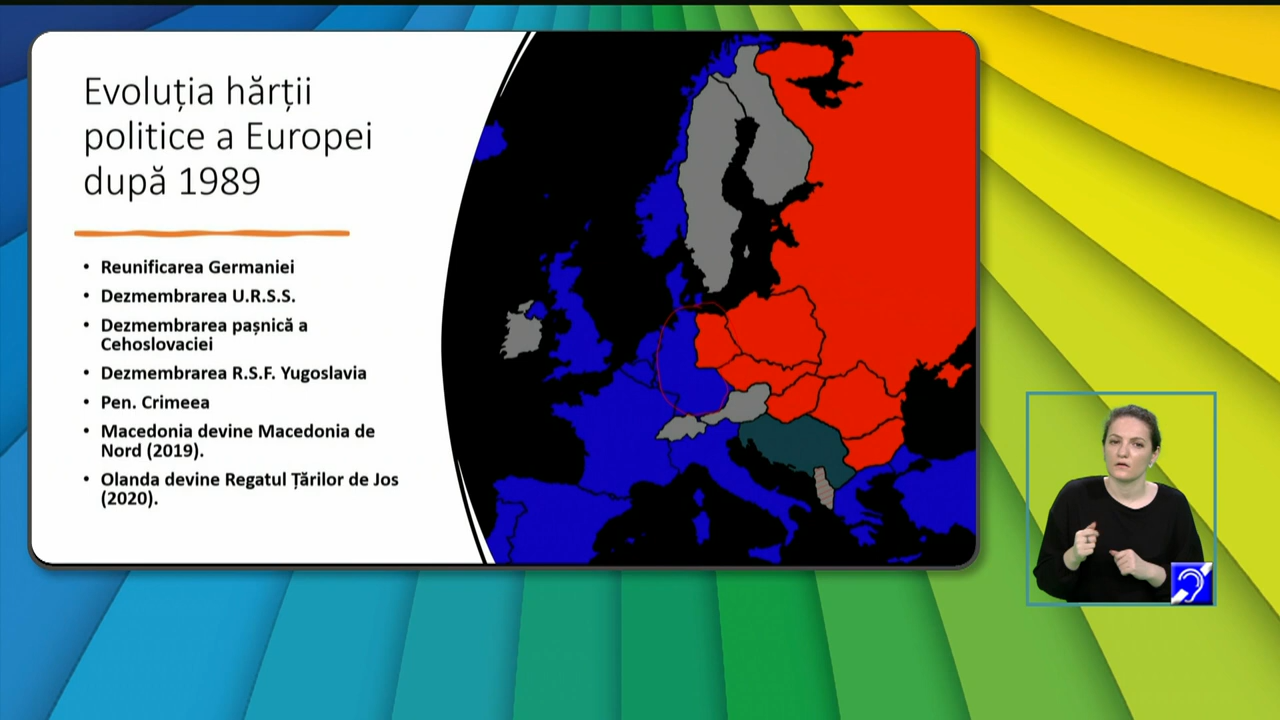 Evoluția hărții
politice a Europei
după 1989
• Reunificarea Germaniei
• Dezmembrarea U.R.S.S.
• Dezmembrarea pașnică a
Cehoslovaciei
• Dezmembrarea R.S.F. Yugoslavia
• Pen. Crimeea
• Macedonia devine Macedonia de
Nord (2019).
• Olanda devine Regatul Țărilor de Jos
(2020).